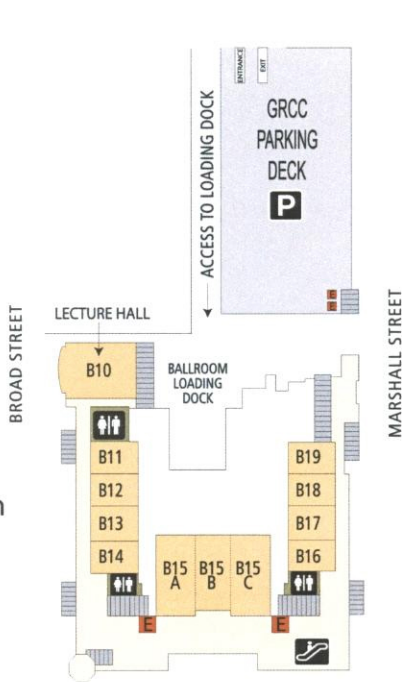 ENTRANCE
EXIT
GRCC
PARKING
DECK
P
ACCESS TO LOADING DOCK
E
E
BROAD STREET
MARSHALL STREET
LECTURE HALL
B10
BALLROOM
LOADING
DOCK
B11
B12
B13
B14
B19
B18
B17
B16
B15
A
B15
B
B15
C
E
E
n